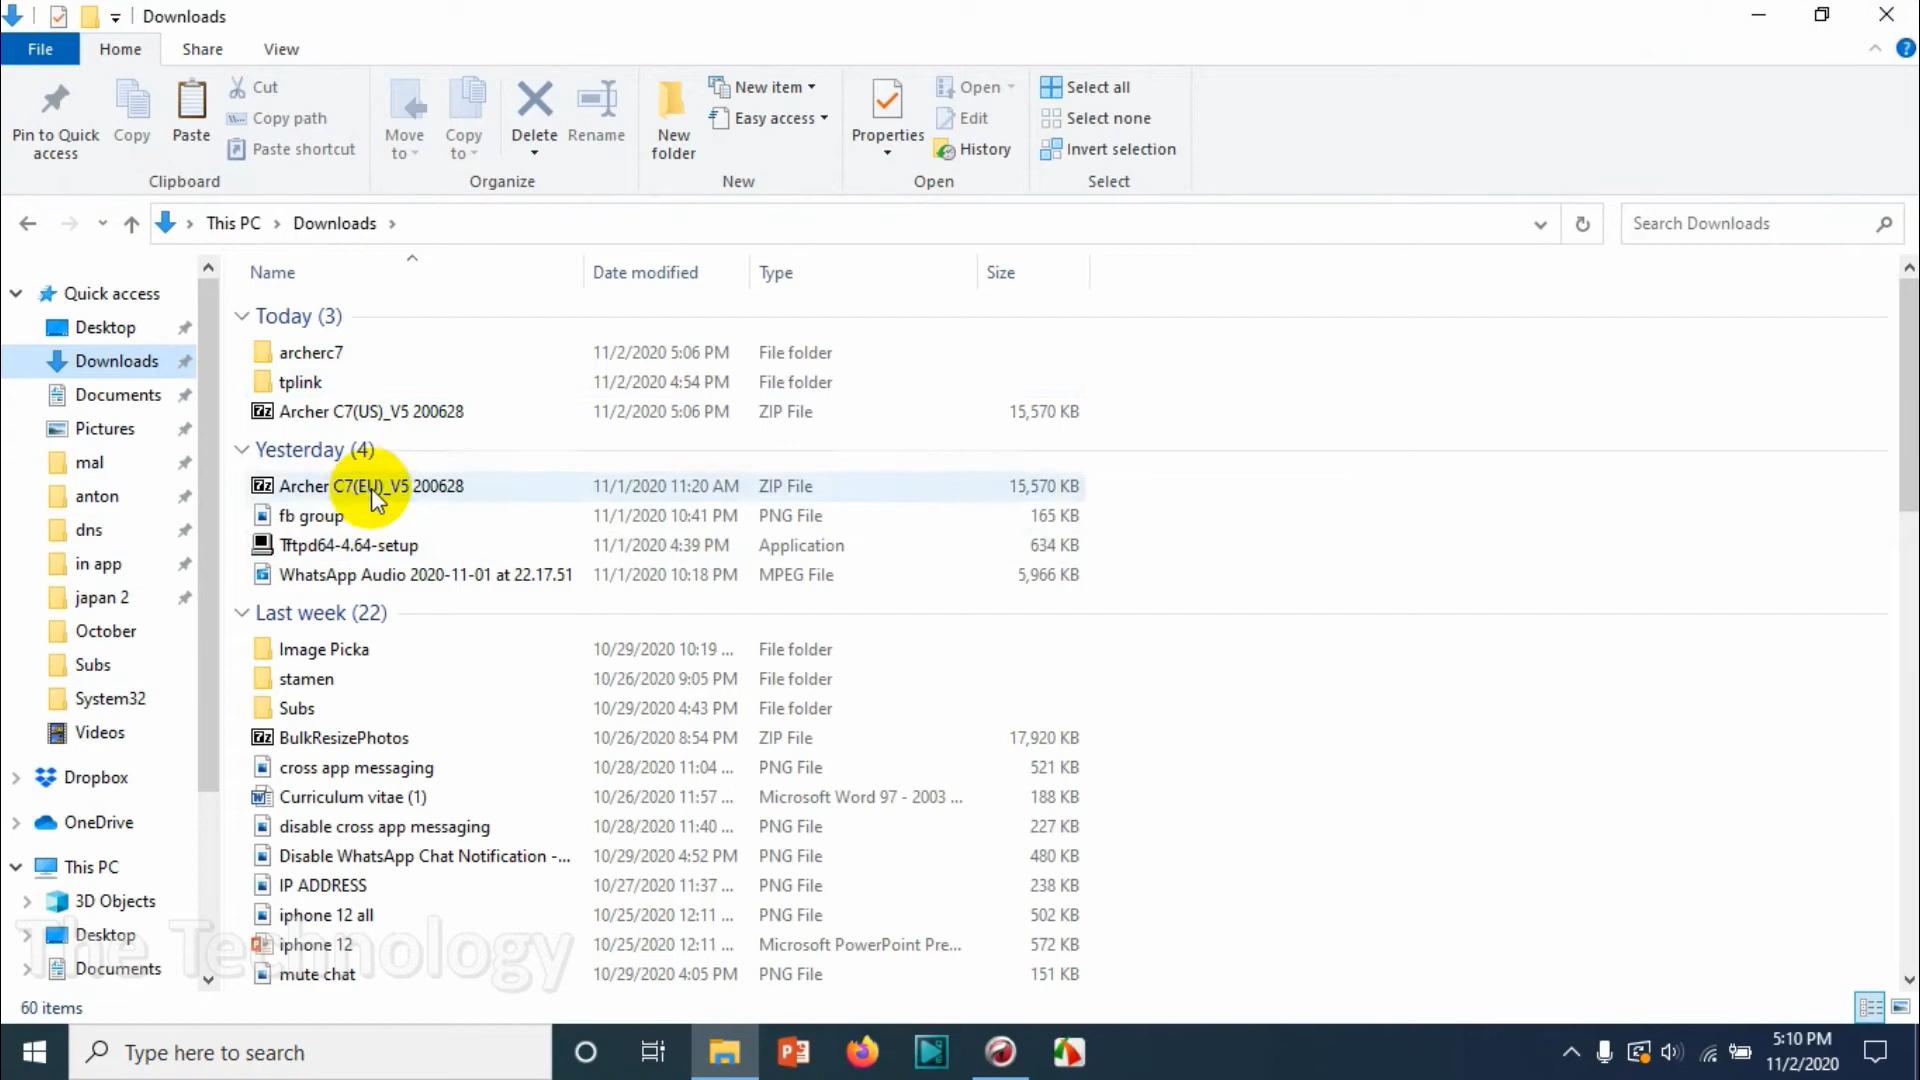 Downloads
File Home Share View
Pin to Quick access
Copy
Paste
Cut
Copy path
Paste shortcut
Clipboard
Move to
Copy to
Delete
Rename
Organize
New folder
New item
Easy access
New
Properties
Open
Edit
History
Open
Select all
Select none
Invert selection
Select
This PC > Downloads >
Search Downloads
Quick access
Desktop
Downloads
Documents
Pictures
mal
anton
dns
in app
japan 2
October
Subs
System32
Videos
Dropbox
OneDrive
This PC
3D Objects
Desktop
Documents
Name Date modified Type Size
Today (3)
archerc7 11/2/2020 5:06 PM File folder
tplink 11/2/2020 4:54 PM File folder
7z Archer C7(US)_V5 200628 11/2/2020 5:06 PM ZIP File 15,570 KB
Yesterday (4)
7z Archer C7(EU)_V5 200628 11/1/2020 11:20 AM ZIP File 15,570 KB
fb group 11/1/2020 10:41 PM PNG File 165 KB
Tftpd64-4.64-setup 11/1/2020 4:39 PM Application 634 KB
WhatsApp Audio 2020-11-01 at 22.17.51 11/1/2020 10:18 PM MPEG File 5,966 KB
Last week (22)
Image Picka 10/29/2020 10:19 ... File folder
stamen 10/26/2020 9:05 PM File folder
Subs 10/29/2020 4:43 PM File folder
7z BulkResizePhotos 10/26/2020 8:54 PM ZIP File 17,920 KB
cross app messaging 10/28/2020 11:04 ... PNG File 521 KB
Curriculum vitae (1) 10/26/2020 11:57 ... Microsoft Word 97 - 2003 ... 188 KB
disable cross app messaging 10/28/2020 11:40 ... PNG File 227 KB
Disable WhatsApp Chat Notification -... 10/29/2020 4:52 PM PNG File 480 KB
IP ADDRESS 10/27/2020 11:37 ... PNG File 238 KB
iphone 12 all 10/25/2020 12:11 ... PNG File 502 KB
iphone 12 10/25/2020 12:11 ... Microsoft PowerPoint Pre... 572 KB
mute chat 10/29/2020 4:05 PM PNG File 151 KB
The Technology
60 items
Type here to search
5:10 PM
11/2/2020